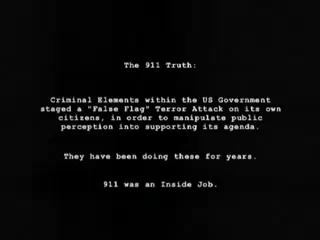 The 911 Truth:
Criminal Elements within the US Government
staged a "False Flag" Terror Attack on its own
citizens, in order to manipulate public
perception into supporting its agenda.
They have been doing these for years.
911 was an Inside Job.